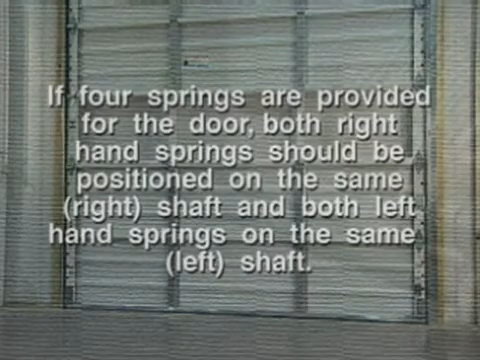 If four springs are provided
for the door, both right
hand springs should be
positioned on the same
(right) shaft and both left
hand springs on the same
(left) shaft.